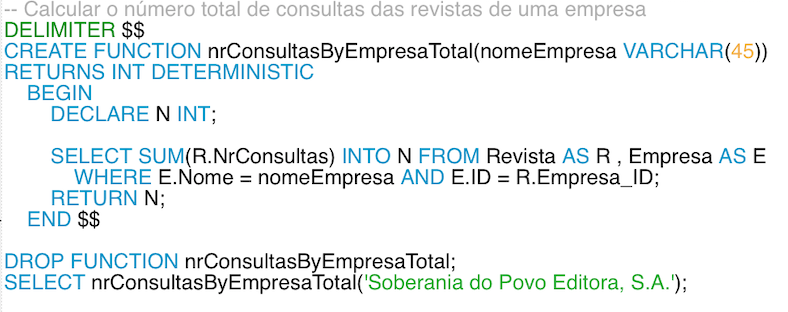 -- Calcular o número total de consultas das revistas de uma empresa
DELIMITER $$
CREATE FUNCTION nrConsultasByEmpresaTotal(nomeEmpresa VARCHAR(45))
RETURNS INT DETERMINISTIC
BEGIN
DECLARE N INT;
SELECT SUM(R.NrConsultas) INTO N FROM Revista AS R , Empresa AS E
WHERE E.Nome = nomeEmpresa AND E.ID = R.Empresa_ID;
RETURN N;
END $$
DROP FUNCTION nrConsultasByEmpresaTotal;
SELECT nrConsultasByEmpresaTotal('Soberania do Povo Editora, S.A.');